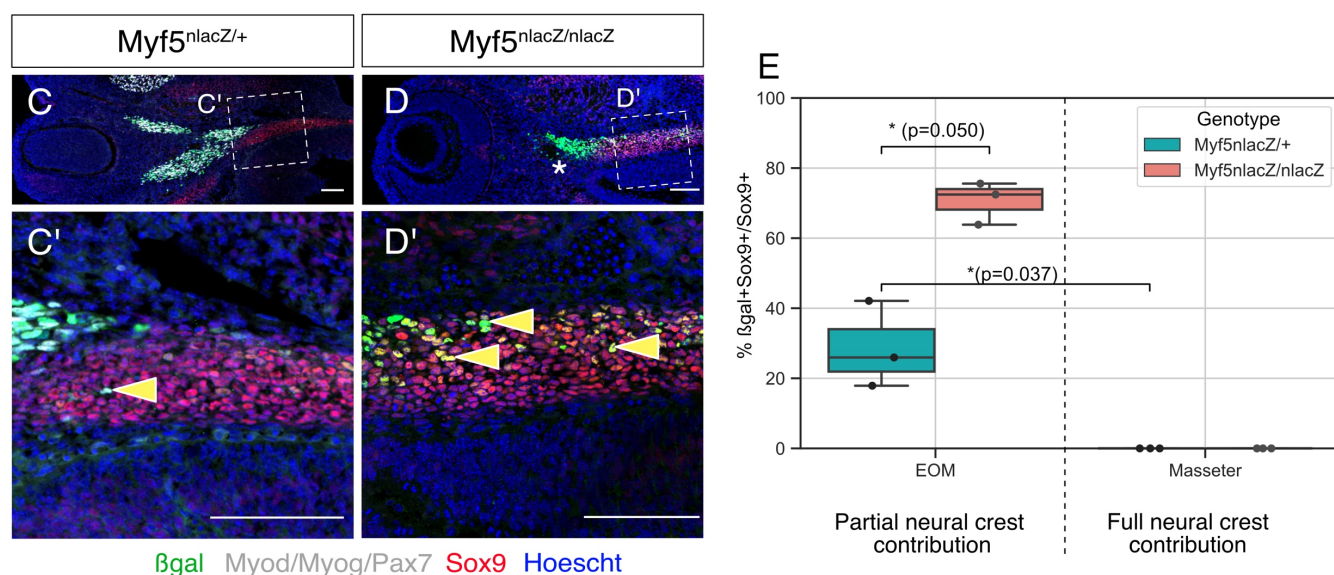 Myf5nlacZ/+
Myf5nlacZ/nlacZ
C
C'
D
D'
*
C'
D'
ßgal Myod/Myog/Pax7 Sox9 Hoescht
E
% ßgal+Sox9+/Sox9+
100
80
60
40
20
0
* (p=0.050)
*(p=0.037)
Genotype
Myf5nlacZ/+
Myf5nlacZ/nlacZ
EOM
Masseter
Partial neural crest
contribution
Full neural crest
contribution